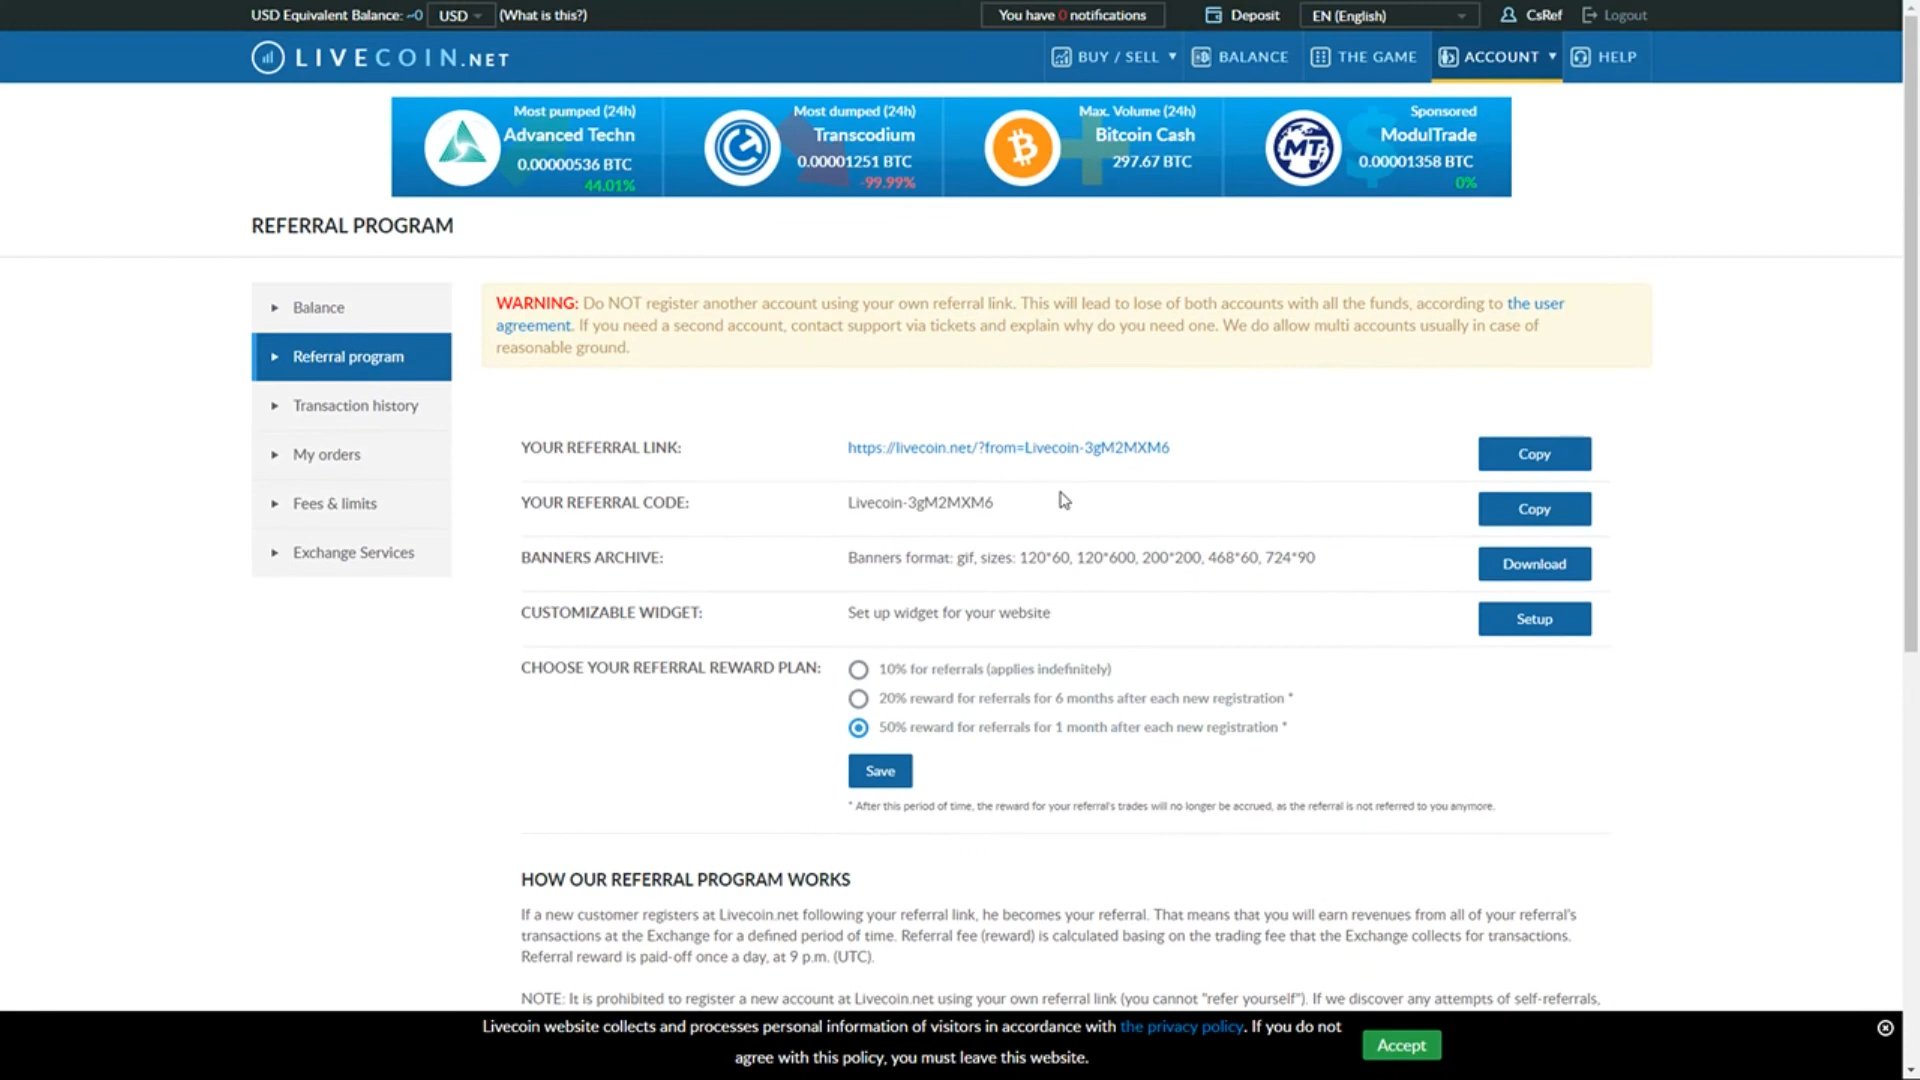 USD Equivalent Balance: ~0 USD (What is this?) You have 0 notifications Deposit EN (English) CsRef Logout
LIVECOIN.NET BUY / SELL BALANCE THE GAME ACCOUNT HELP
Most pumped (24h)
Advanced Techn
0.00000536 BTC
44.01%
Most dumped (24h)
Transcodium
0.00001251 BTC
-99.99%
Max. Volume (24h)
Bitcoin Cash
297.67 BTC
Sponsored
ModulTrade
0.00001358 BTC
0%
MT
REFERRAL PROGRAM
Balance
Referral program
Transaction history
My orders
Fees & limits
Exchange Services
WARNING: Do NOT register another account using your own referral link. This will lead to lose of both accounts with all the funds, according to the user
agreement. If you need a second account, contact support via tickets and explain why do you need one. We do allow multi accounts usually in case of
reasonable ground.
YOUR REFERRAL LINK: https://livecoin.net/?from=Livecoin-3gM2MXM6 Copy
YOUR REFERRAL CODE: Livecoin-3gM2MXM6 Copy
BANNERS ARCHIVE: Banners format: gif, sizes: 120*60, 120*600, 200*200, 468*60, 724*90 Download
CUSTOMIZABLE WIDGET: Set up widget for your website Setup
CHOOSE YOUR REFERRAL REWARD PLAN: 10% for referrals (applies indefinitely)
20% reward for referrals for 6 months after each new registration *
50% reward for referrals for 1 month after each new registration *
Save
* After this period of time, the reward for your referral's trades will no longer be accrued, as the referral is not referred to you anymore.
HOW OUR REFERRAL PROGRAM WORKS
If a new customer registers at Livecoin.net following your referral link, he becomes your referral. That means that you will earn revenues from all of your referral's
transactions at the Exchange for a defined period of time. Referral fee (reward) is calculated basing on the trading fee that the Exchange collects for transactions.
Referral reward is paid-off once a day, at 9 p.m. (UTC).
NOTE: It is prohibited to register a new account at Livecoin.net using your own referral link (you cannot "refer yourself"). If we discover any attempts of self-referrals,
Livecoin website collects and processes personal information of visitors in accordance with the privacy policy. If you do not
agree with this policy, you must leave this website.
Accept